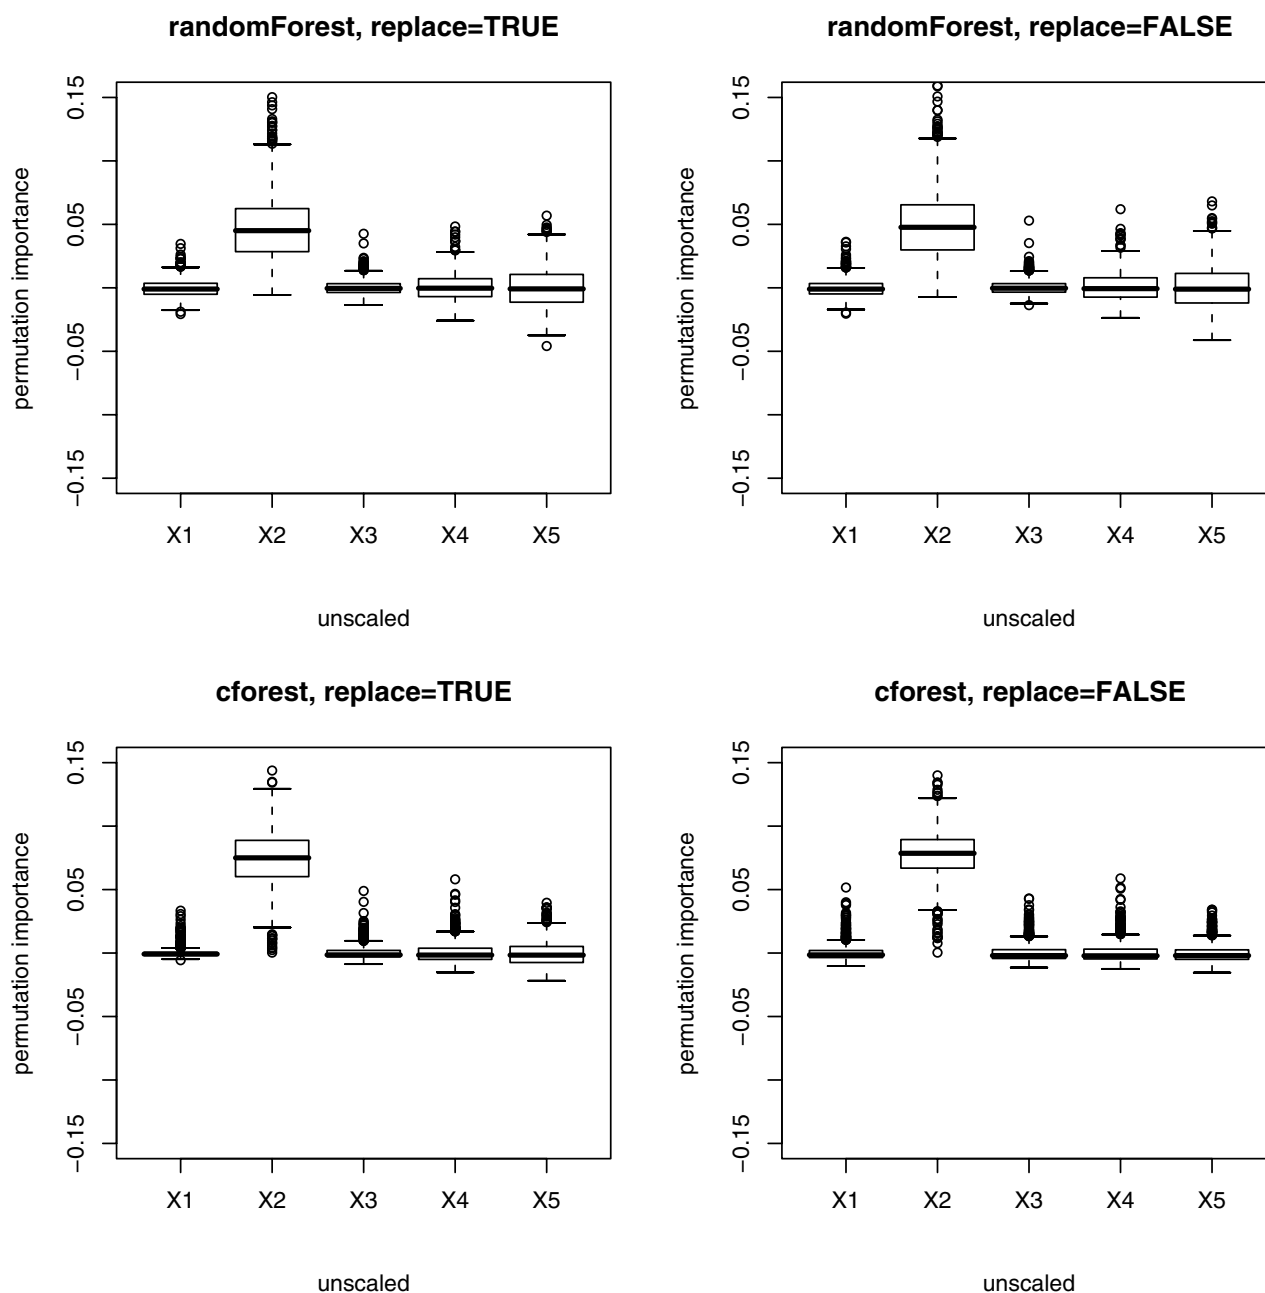 randomForest, replace=TRUE
permutation importance
0.15
0.05
−0.05
−0.15
X1 X2 X3 X4 X5
unscaled
randomForest, replace=FALSE
permutation importance
0.15
0.05
−0.05
−0.15
X1 X2 X3 X4 X5
unscaled
cforest, replace=TRUE
permutation importance
0.15
0.05
−0.05
−0.15
X1 X2 X3 X4 X5
unscaled
cforest, replace=FALSE
permutation importance
0.15
0.05
−0.05
−0.15
X1 X2 X3 X4 X5
unscaled